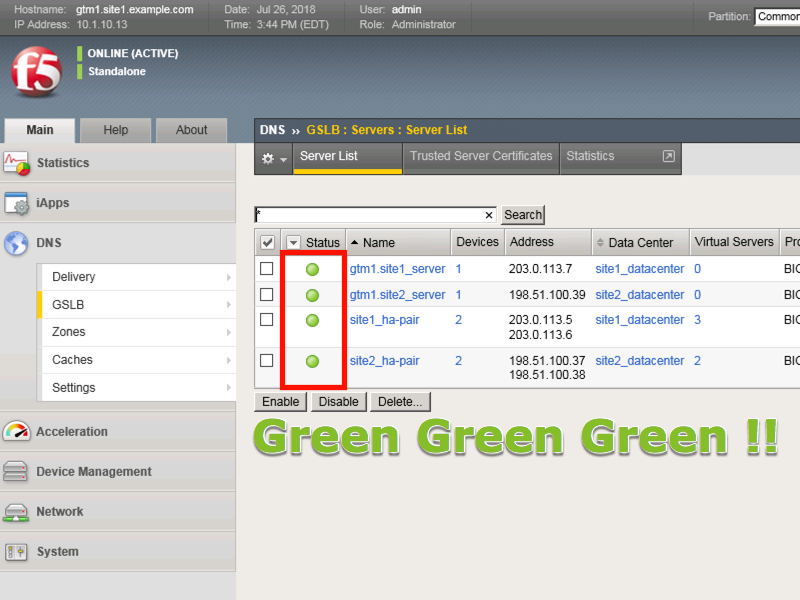 Hostname: gtm1.site1.example.com Date: Jul 26, 2018 User: admin
IP Address: 10.1.10.13 Time: 3:44 PM (EDT) Role: Administrator
Partition: Common
f5
ONLINE (ACTIVE)
Standalone
Main Help About
DNS ›› GSLB : Servers : Server List
Server List Trusted Server Certificates Statistics
Statistics
iApps
DNS
Delivery
GSLB
Zones
Caches
Settings
Acceleration
Device Management
Network
System
* × Search
Status Name Devices Address Data Center Virtual Servers Pro
gtm1.site1_server 1 203.0.113.7 site1_datacenter 0 BIG
gtm1.site2_server 1 198.51.100.39 site2_datacenter 0 BIG
site1_ha-pair 2 203.0.113.5 site1_datacenter 3 BIG
203.0.113.6
site2_ha-pair 2 198.51.100.37 site2_datacenter 2 BIG
198.51.100.38
Enable Disable Delete...
Green Green Green !!